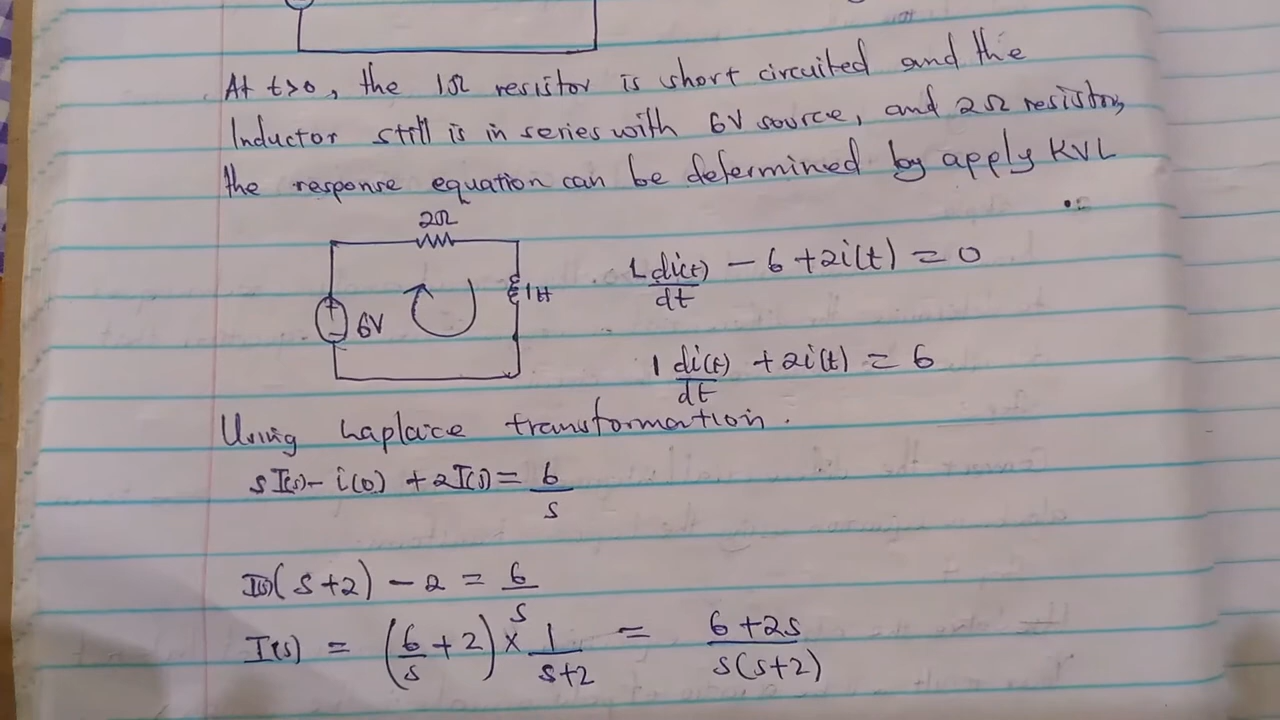 At t>0, the 1Ω resistor is short circuited and the
Inductor still is in series with 6V source, and 2Ω resistor,
the response equation can be determined by apply KVL
2Ω
1 di(t)/dt - 6 + 2i(t) = 0
1H
6V
1 di(t)/dt + 2i(t) = 6
Using Laplace transformation.
sI(s) - i(0) + 2I(s) = 6/s
I(s)(s+2) - 2 = 6/s
I(s) = (6/s + 2) × 1/(s+2) = (6+2s)/(s(s+2))